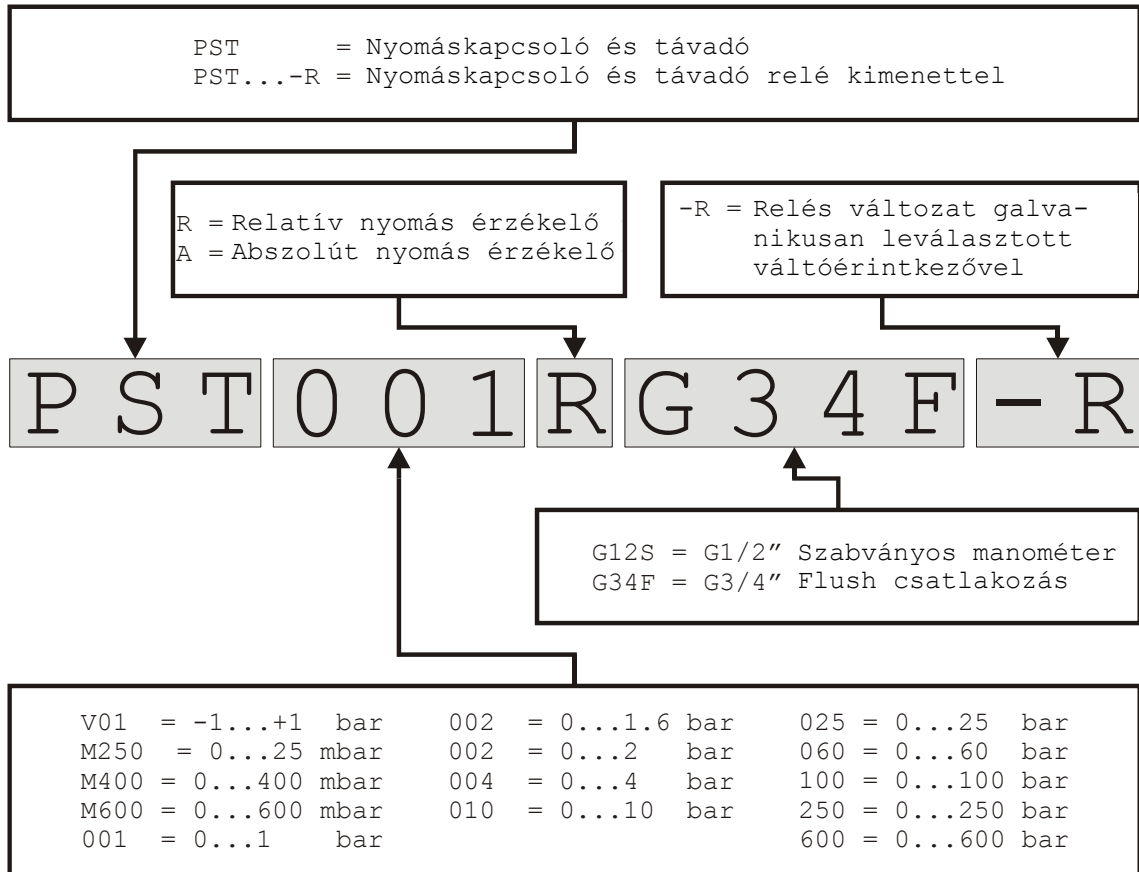 PST = Nyomáskapcsoló és távadó
PST...-R = Nyomáskapcsoló és távadó relé kimenettel
R = Relatív nyomás érzékelő
A = Abszolút nyomás érzékelő
-R = Relés változat galva-
nikusan leválasztott
váltóérintkezővel
PST 001 R G34F -R
G12S = G1/2" Szabványos manométer
G34F = G3/4" Flush csatlakozás
V01 = -1...+1 bar
M250 = 0...25 mbar
M400 = 0...400 mbar
M600 = 0...600 mbar
001 = 0...1 bar
002 = 0...1.6 bar
002 = 0...2 bar
004 = 0...4 bar
010 = 0...10 bar
025 = 0...25 bar
060 = 0...60 bar
100 = 0...100 bar
250 = 0...250 bar
600 = 0...600 bar